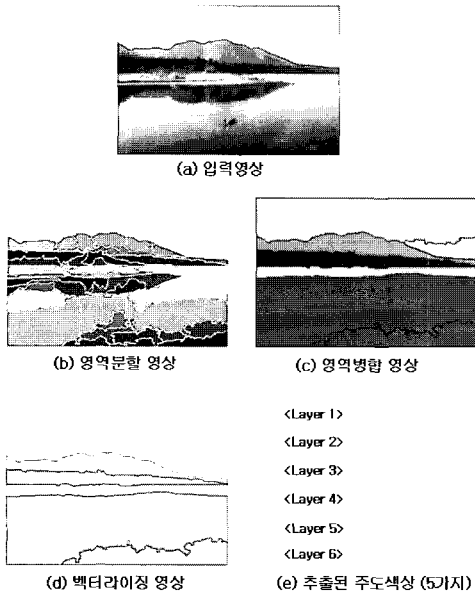 (a) 입력영상
(b) 영역분할 영상
(c) 영역병합 영상
<Layer 1>
<Layer 2>
<Layer 3>
<Layer 4>
<Layer 5>
<Layer 6>
(d) 벡터라이징 영상
(e) 추출된 주도색상 (5가지)